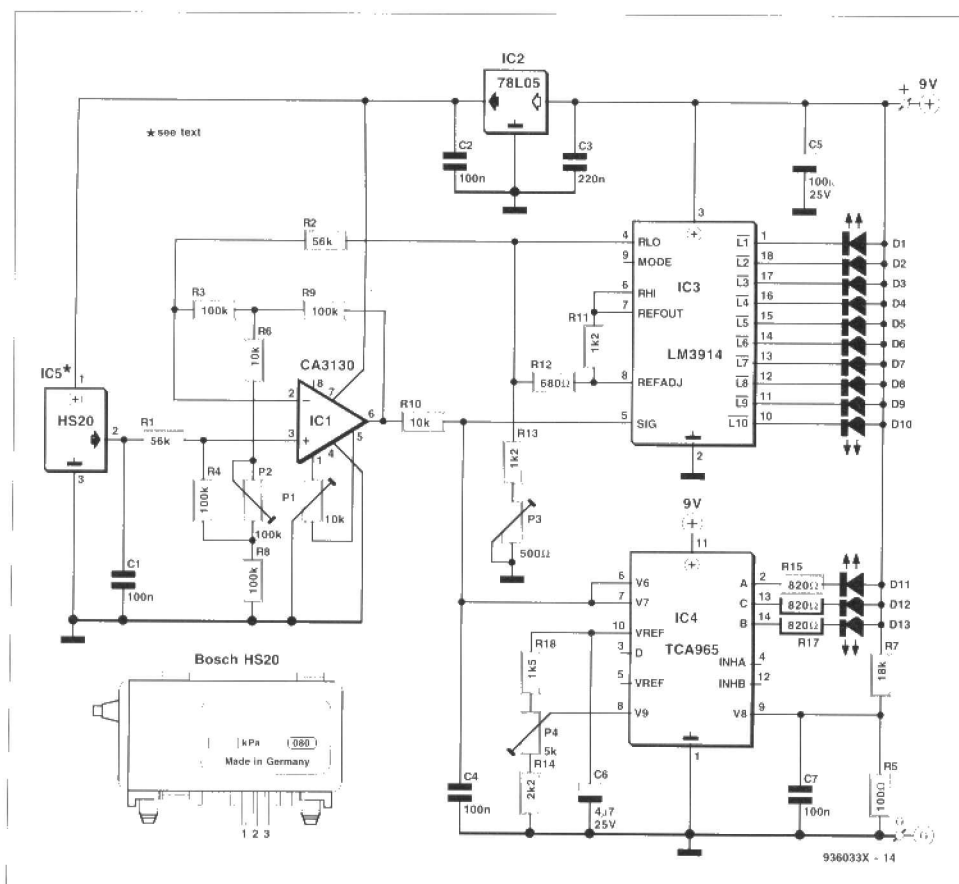 IC2
78L05
+ 9V
★ see text
C2
100n
C3
220n
C5
25V
3
R2
56k
4 RLO
9 MODE
6 RHI
7 REFOUT
8 REFADJ
5 SIG
IC3
LM3914
2
L1 1 D1
L2 18 D2
L3 17 D3
L4 16 D4
L5 15 D5
L6 14 D6
L7 13 D7
L8 12 D8
L9 11 D9
L10 10 D10
R3
100k
R9
100k
R6
10k
R11
1k2
R12
680Ω
CA3130
IC1
2
3
8
7
6
5
4
1
R10
10k
IC5*
1
HS20
2
3
R1
56k
R4
100k
P2
100k
P1
10k
R8
100k
C1
100n
R13
1k2
P3
500Ω
9V
11
6 V6
7 V7
10 VREF
3 D
5 VREF
8 V9
IC4
TCA965
A 2
C 13
B 14
INHA 4
INHB 12
V8 9
1
R15
820Ω
820Ω
820Ω
R17
D11
D12
D13
R7
18k
R18
1k5
P4
5k
R14
2k2
C4
100n
C6
4µ7
25V
C7
100n
R5
100Ω
0
Bosch HS20
kPa 080
Made in Germany
1 2 3
936033X - 14